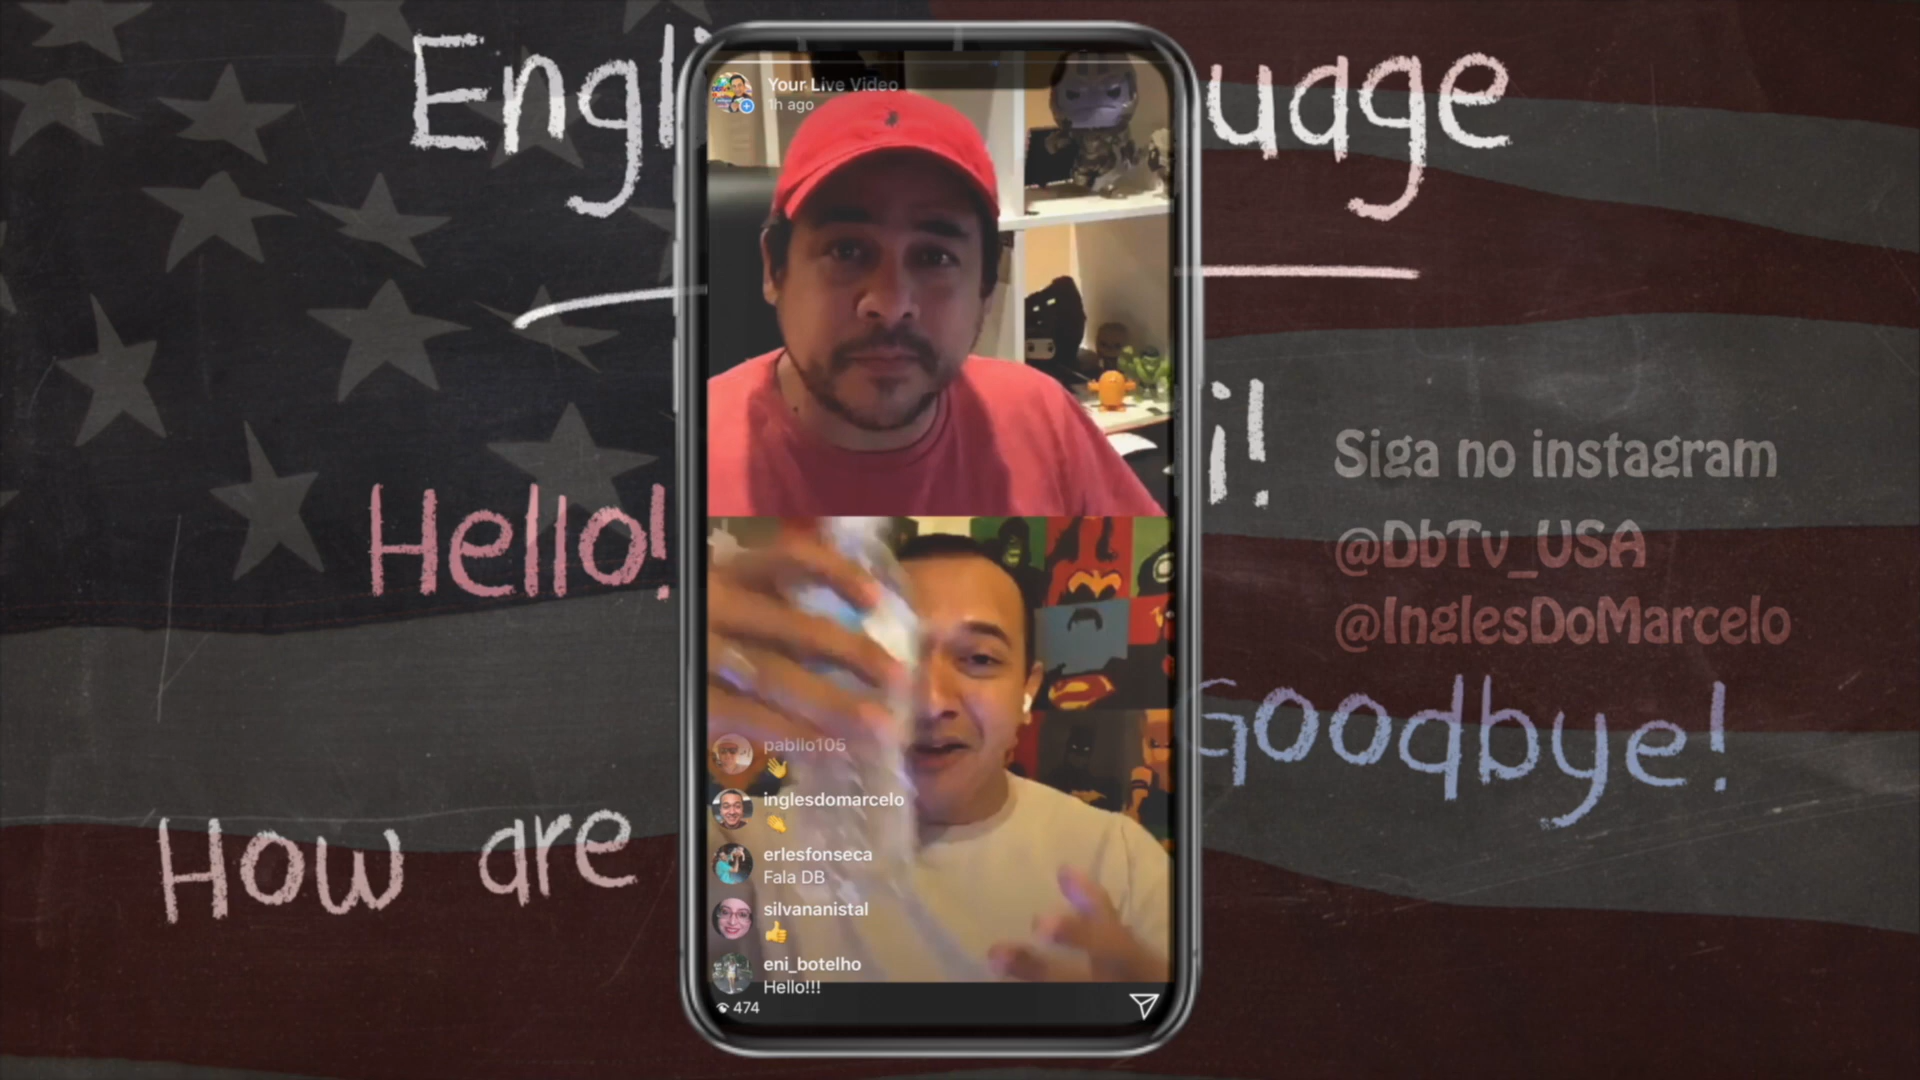 Engl
uage
Your Live Video
1h ago
i!
Siga no instagram
Hello!
@DbTv_USA
@InglesDoMarcelo
Goodbye!
pabllo105
👋
inglesdomarcelo
👏
How are
erlesfonseca
Fala DB
silvananistal
👍
eni_botelho
Hello!!!
474